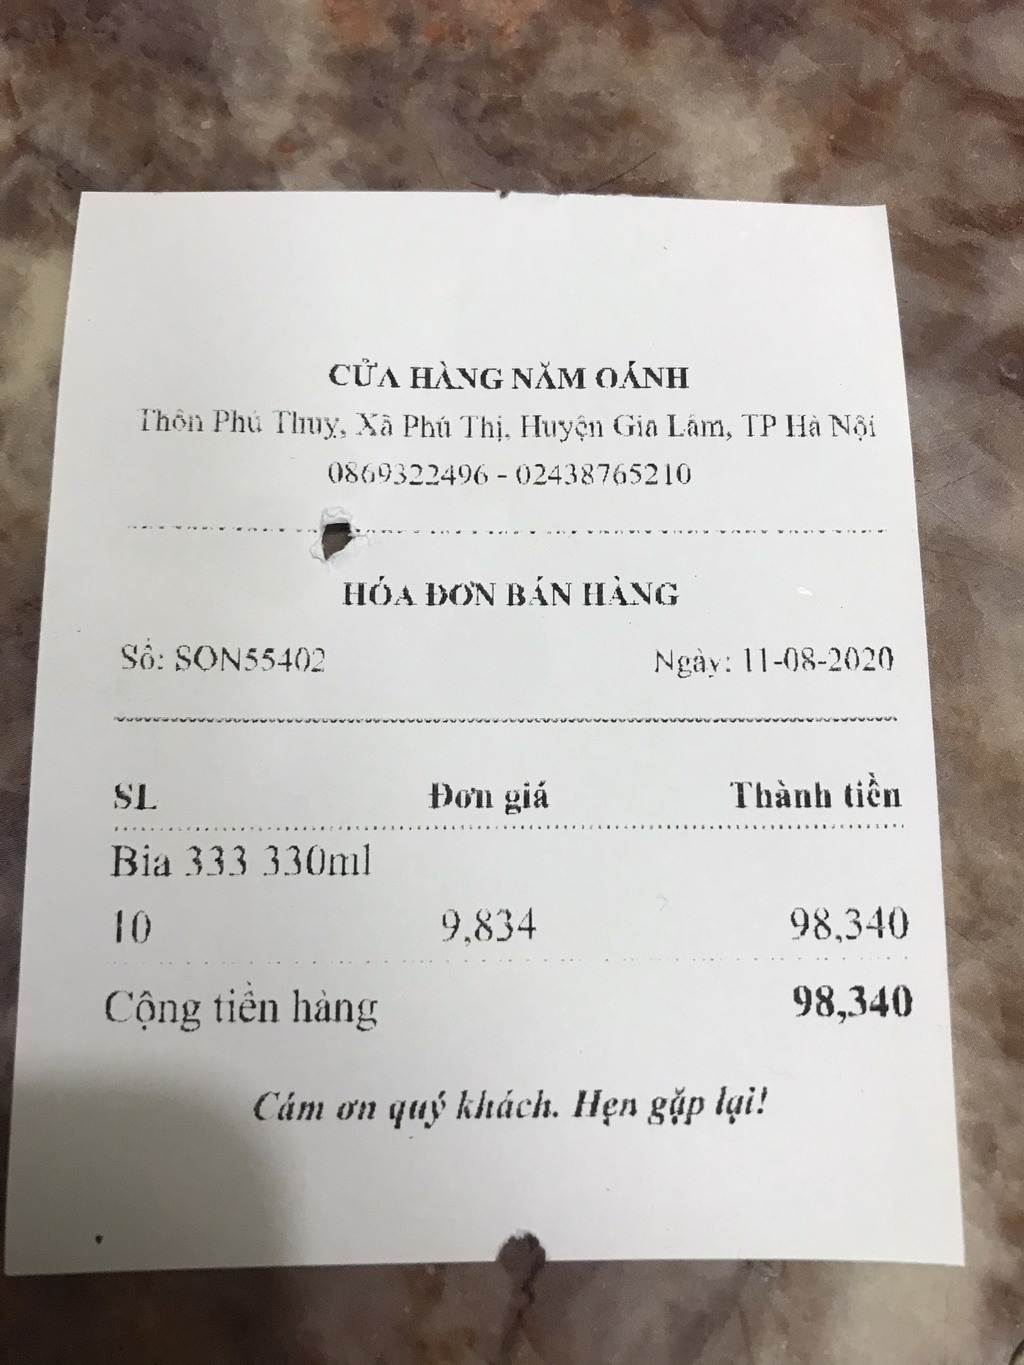 CỬA HÀNG NĂM OÁNH
Thôn Phú Thụy, Xã Phú Thị, Huyện Gia Lâm, TP Hà Nội
0869322496 - 02438765210
HÓA ĐƠN BÁN HÀNG
Số: SON55402 Ngày: 11-08-2020
SL Đơn giá Thành tiền
Bia 333 330ml
10 9,834 98,340
Cộng tiền hàng 98,340
Cám ơn quý khách. Hẹn gặp lại!